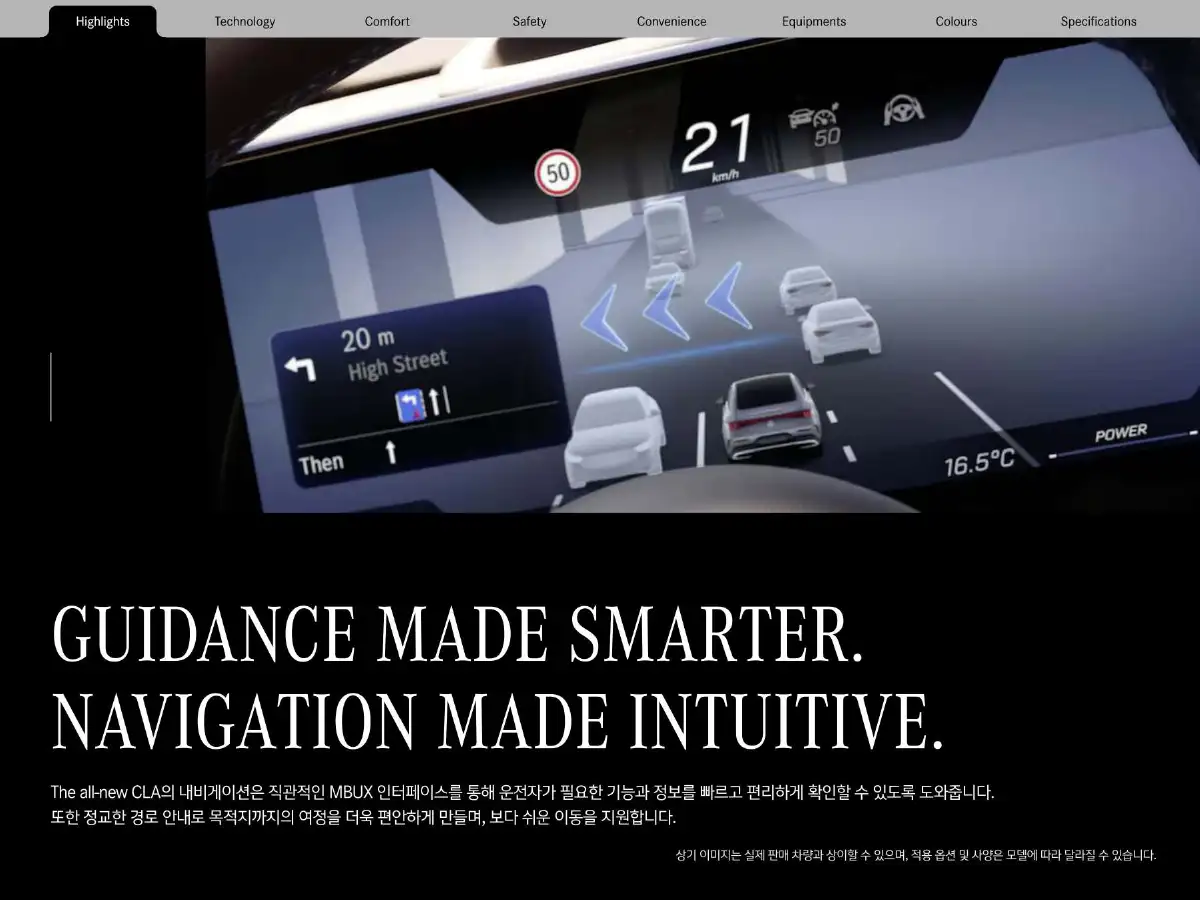 Highlights
Technology
Comfort
Safety
Convenience
Equipments
Colours
Specifications
50
21
km/h
50
20 m
High Street
Then
16.5°C
POWER
GUIDANCE MADE SMARTER.
NAVIGATION MADE INTUITIVE.
The all-new CLA의 내비게이션은 직관적인 MBUX 인터페이스를 통해 운전자가 필요한 기능과 정보를 빠르고 편리하게 확인할 수 있도록 도와줍니다.
또한 정교한 경로 안내로 목적지까지의 여정을 더욱 편안하게 만들며, 보다 쉬운 이동을 지원합니다.
상기 이미지는 실제 판매 차량과 상이할 수 있으며, 적용 옵션 및 사양은 모델에 따라 달라질 수 있습니다.